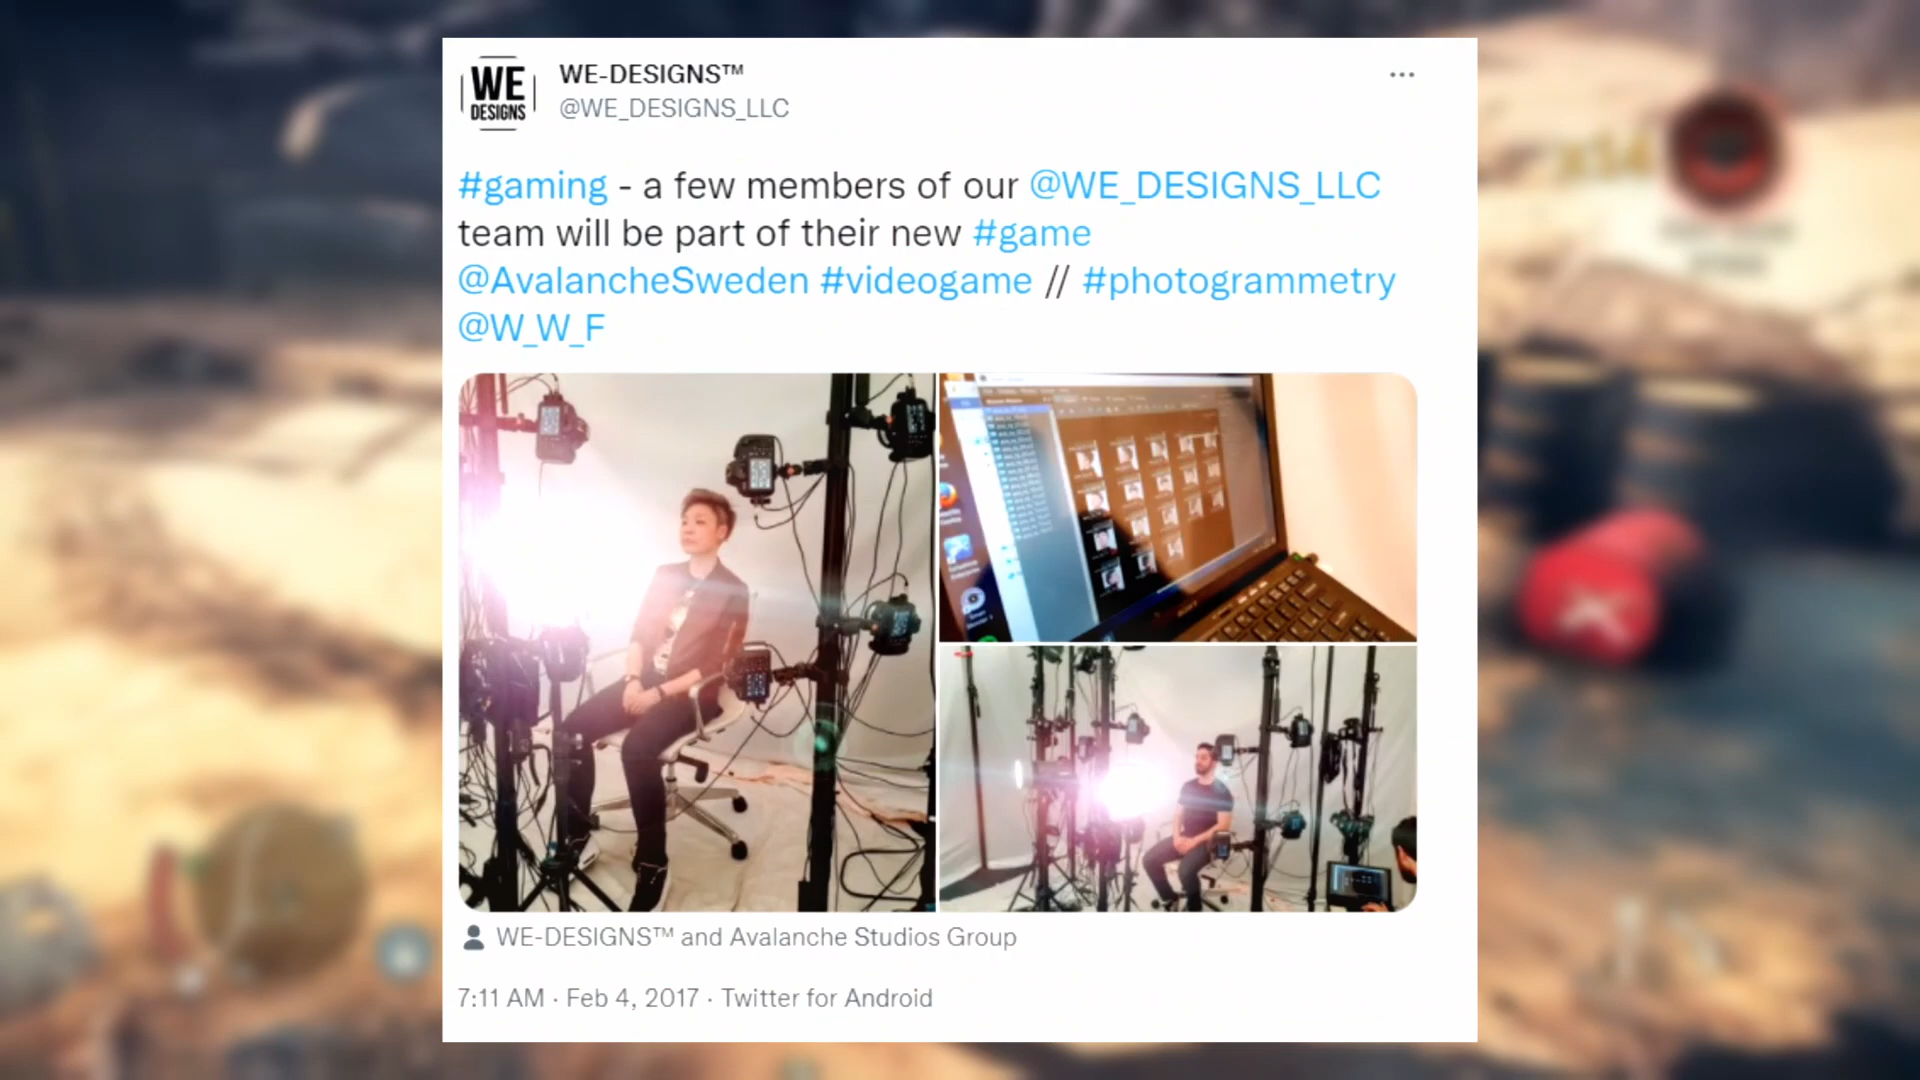 WE
DESIGNS
WE-DESIGNS™
@WE_DESIGNS_LLC
#gaming - a few members of our @WE_DESIGNS_LLC
team will be part of their new #game
@AvalancheSweden #videogame // #photogrammetry
@W_W_F
WE-DESIGNS™ and Avalanche Studios Group
7:11 AM · Feb 4, 2017 · Twitter for Android